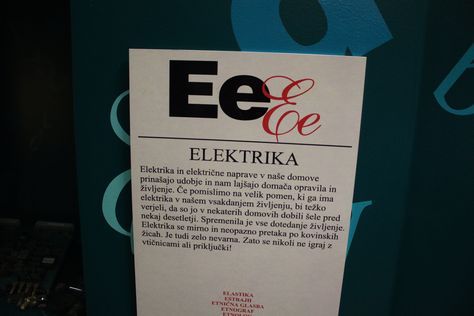 Ee Ee
ELEKTRIKA
Elektrika in električne naprave v naše domove
prinašajo udobje in nam lajšajo domača opravila in
življenje. Če pomislimo na velik pomen, ki ga ima
elektrika v našem vsakdanjem življenju, bi težko
verjeli, da so jo v nekaterih domovih dobili šele pred
nekaj desetletji. Spremenila je vse dotedanje življenje.
Elektrika se mirno in neopazno pretaka po kovinskih
žicah. Je tudi zelo nevarna. Zato se nikoli ne igraj z
vtičnicami ali priključki!
ELASTIKA
EŠTRAJH
ETNIČNA GLASBA
ETNOGRAF